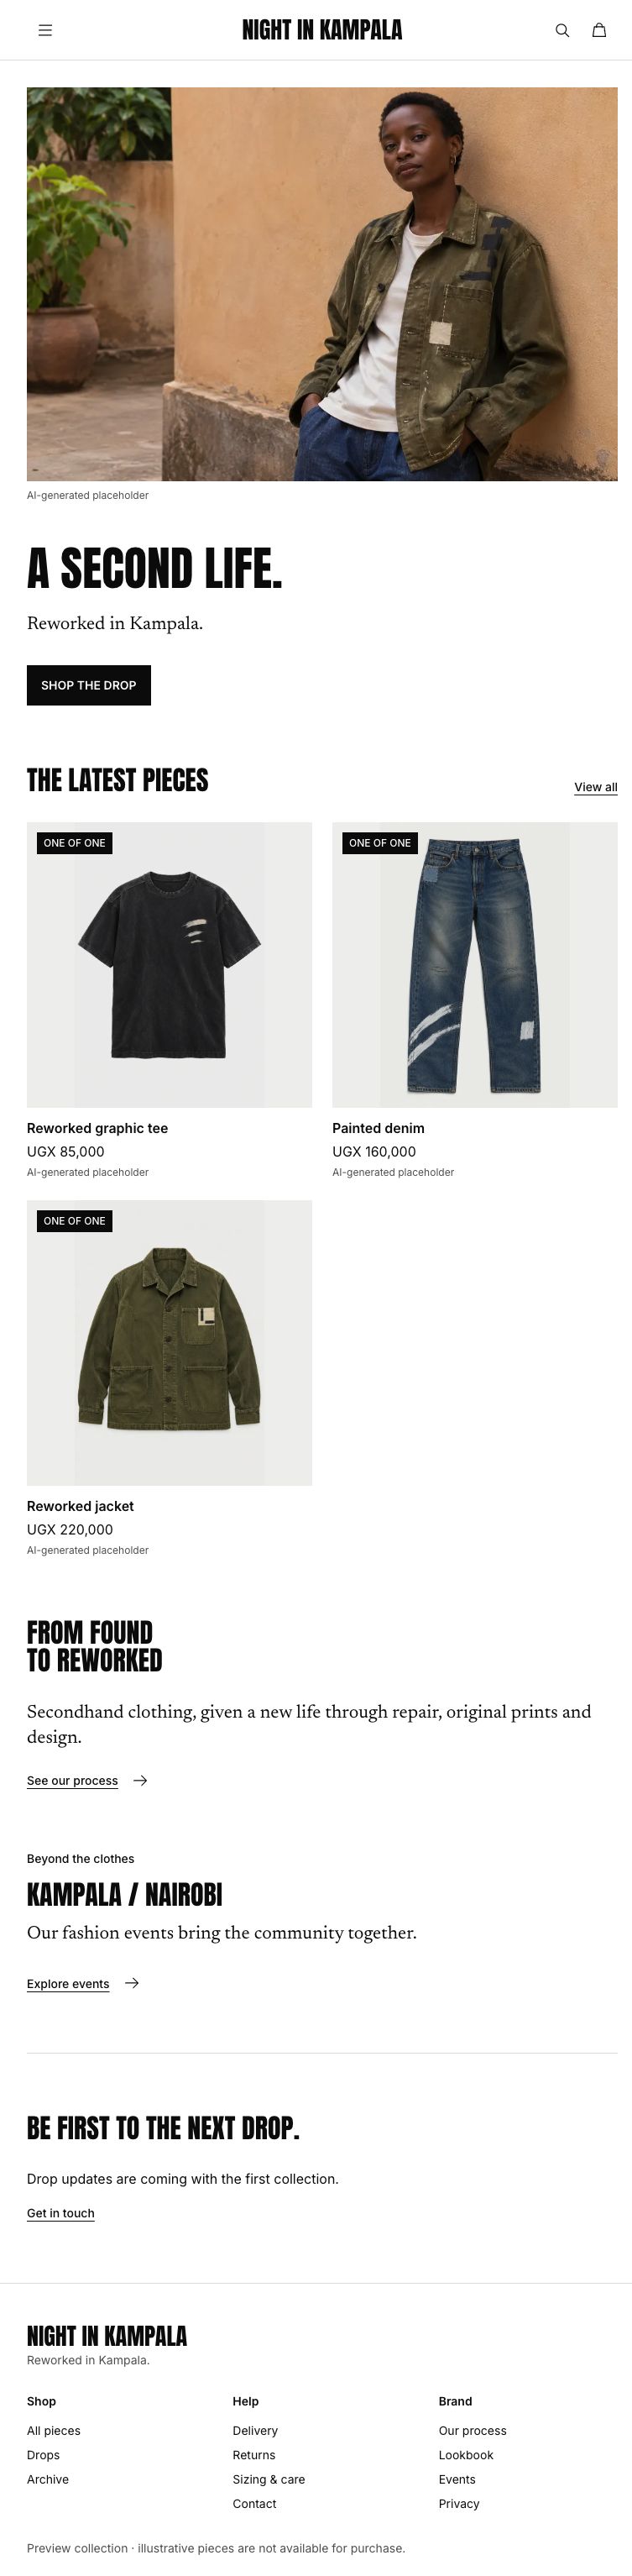 NIGHT IN KAMPALA
AI-generated placeholder
A SECOND LIFE.
Reworked in Kampala.
SHOP THE DROP
THE LATEST PIECES
View all
ONE OF ONE
ONE OF ONE
Reworked graphic tee
UGX 85,000
AI-generated placeholder
Painted denim
UGX 160,000
AI-generated placeholder
ONE OF ONE
Reworked jacket
UGX 220,000
AI-generated placeholder
FROM FOUND
TO REWORKED
Secondhand clothing, given a new life through repair, original prints and
design.
See our process
Beyond the clothes
KAMPALA / NAIROBI
Our fashion events bring the community together.
Explore events
BE FIRST TO THE NEXT DROP.
Drop updates are coming with the first collection.
Get in touch
NIGHT IN KAMPALA
Reworked in Kampala.
Shop
All pieces
Drops
Archive
Help
Delivery
Returns
Sizing & care
Contact
Brand
Our process
Lookbook
Events
Privacy
Preview collection · illustrative pieces are not available for purchase.